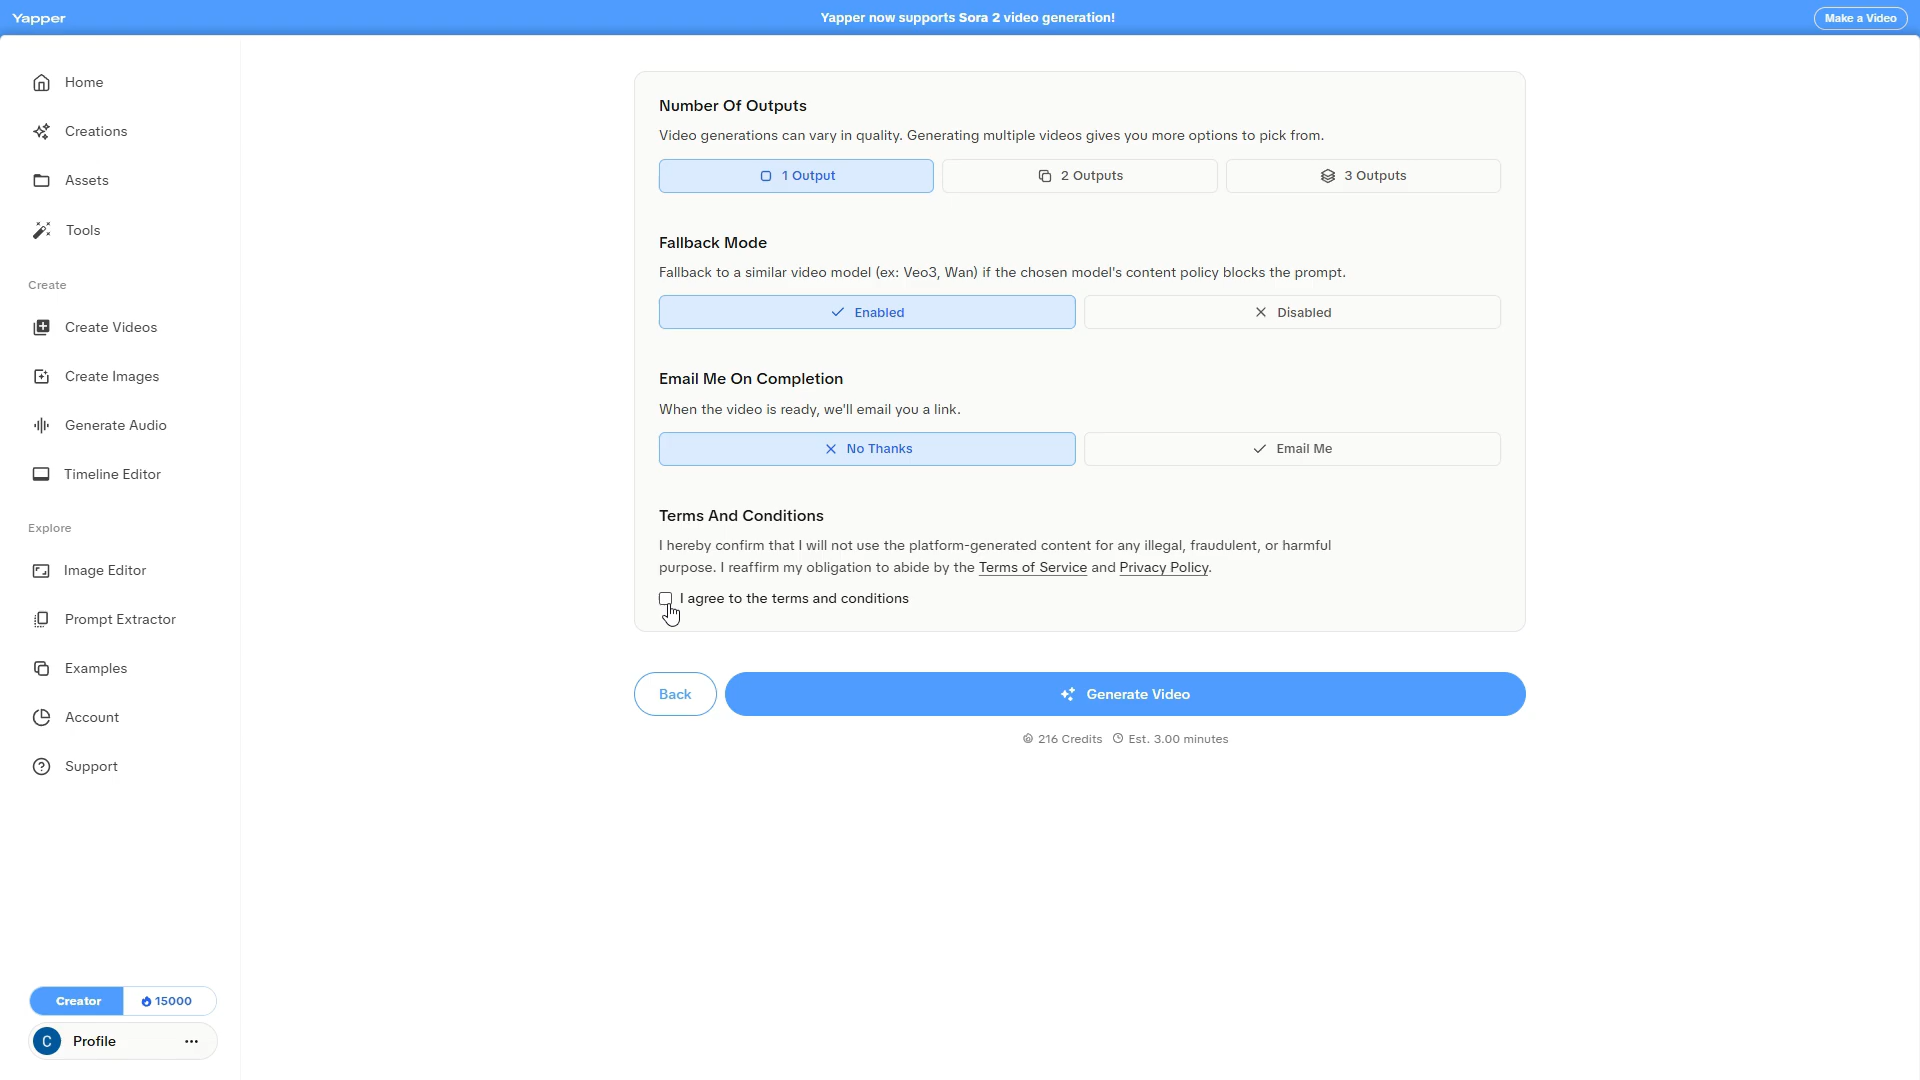 Yapper
Yapper now supports Sora 2 video generation!
Make a Video
Home
Creations
Assets
Tools
Create
Create Videos
Create Images
Generate Audio
Timeline Editor
Explore
Image Editor
Prompt Extractor
Examples
Account
Support
Creator
15000
C
Profile
Number Of Outputs
Video generations can vary in quality. Generating multiple videos gives you more options to pick from.
1 Output
2 Outputs
3 Outputs
Fallback Mode
Fallback to a similar video model (ex: Veo3, Wan) if the chosen model's content policy blocks the prompt.
Enabled
Disabled
Email Me On Completion
When the video is ready, we'll email you a link.
No Thanks
Email Me
Terms And Conditions
I hereby confirm that I will not use the platform-generated content for any illegal, fraudulent, or harmful
purpose. I reaffirm my obligation to abide by the Terms of Service and Privacy Policy.
I agree to the terms and conditions
Back
Generate Video
216 Credits
Est. 3.00 minutes